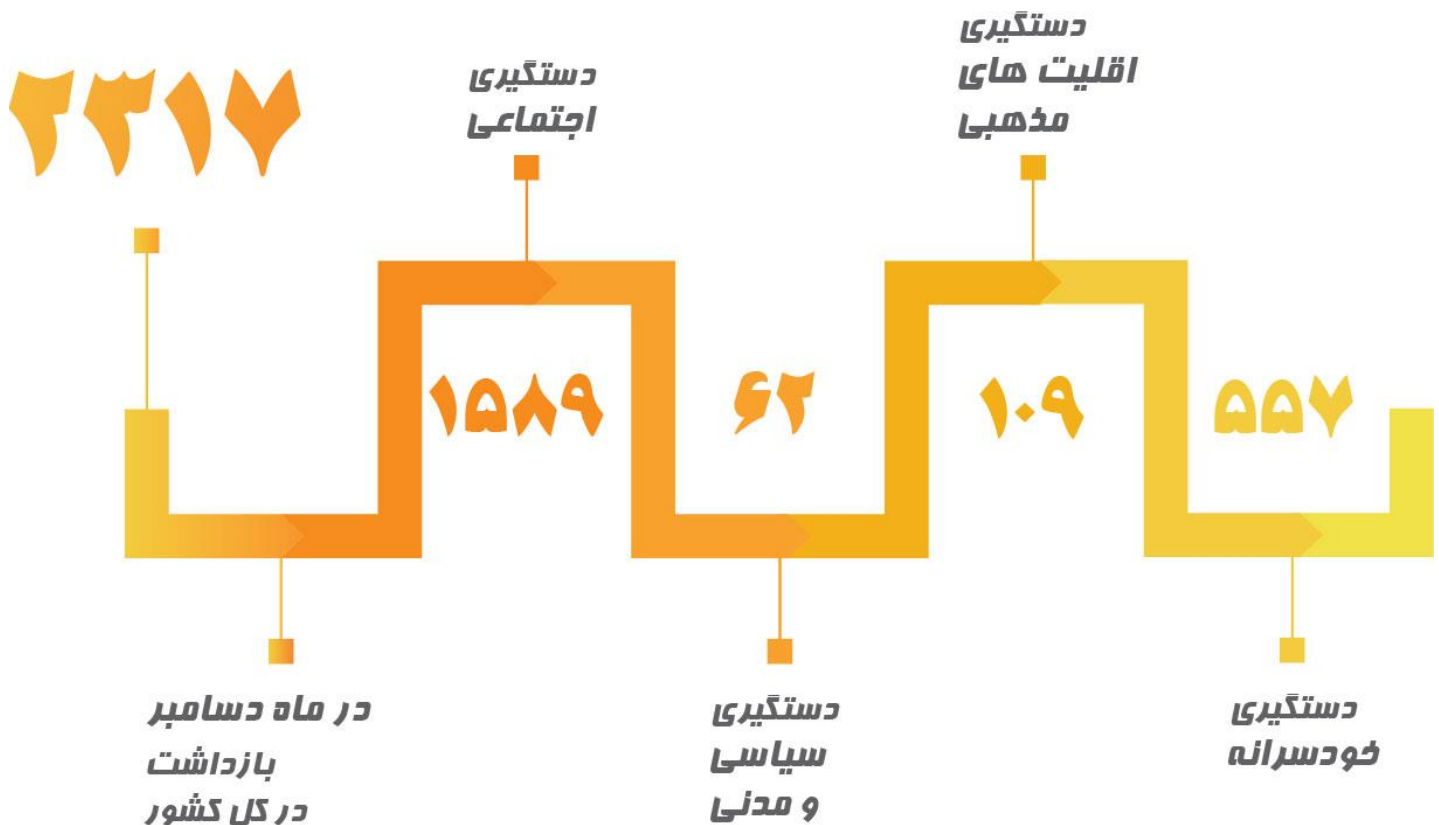 ۲۳۱۷
در ماه دسامبر
بازداشت
در کل کشور
دستگیری
اجتماعی
۱۵۸۹
۶۲
دستگیری
سیاسی
و مدنی
دستگیری
اقلیت های
مذهبی
۱۰۹
۵۵۷
دستگیری
خودسرانه